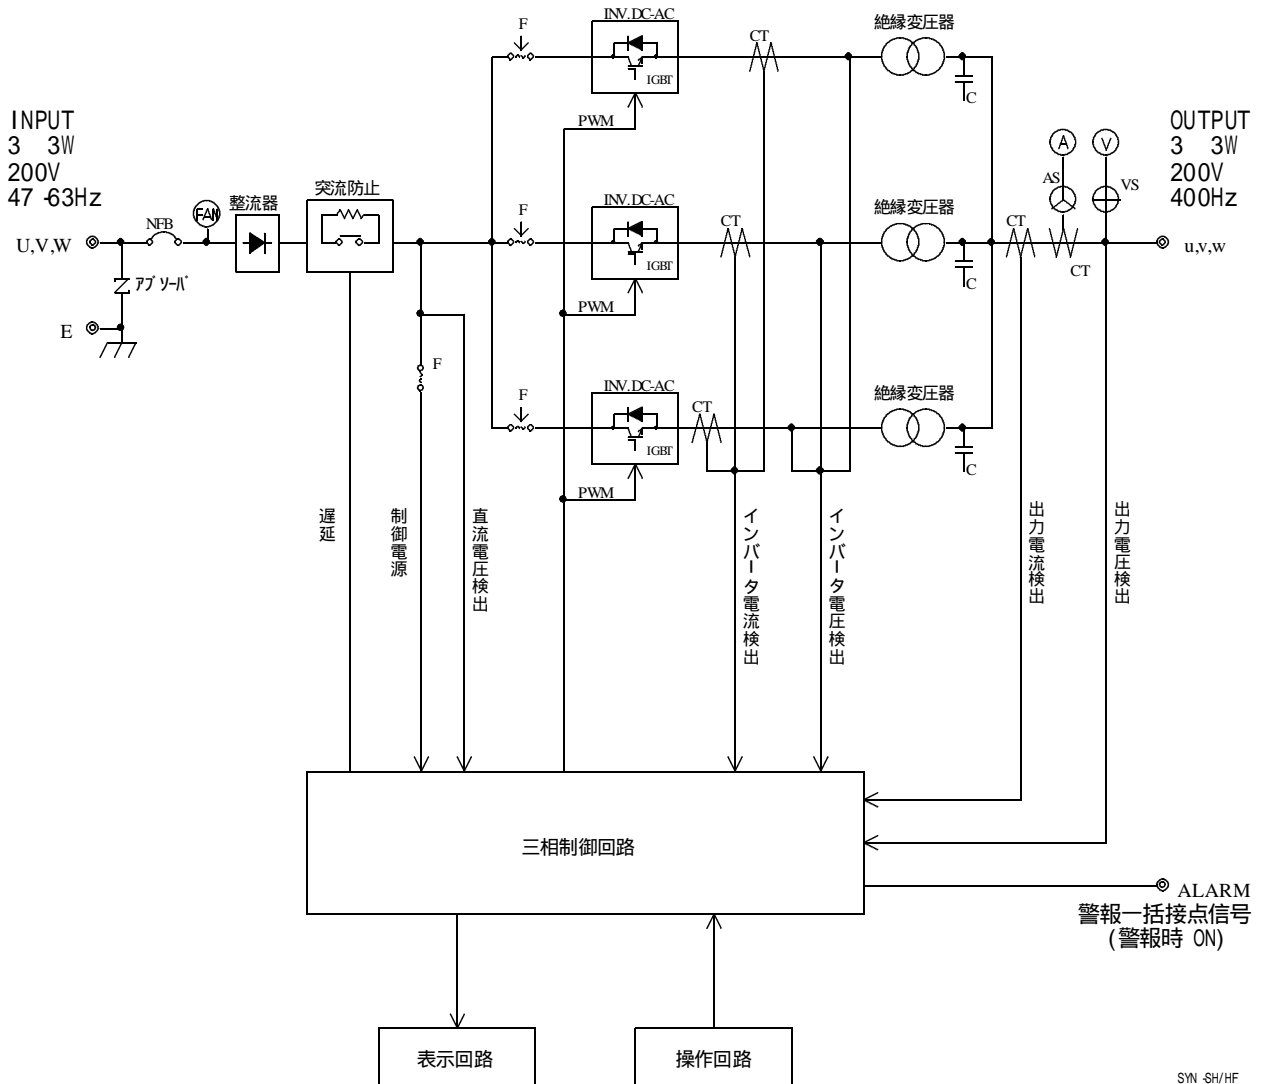 INPUT
3 3W
200V
47-63Hz
U,V,W
E
NFB
FAN
アブソーバ
整流器
突流防止
F
INV.DC-AC
IGBT
PWM
CT
絶縁変圧器
C
F
INV.DC-AC
IGBT
PWM
CT
絶縁変圧器
C
F
INV.DC-AC
IGBT
PWM
CT
絶縁変圧器
C
F
CT
A
AS
CT
V
VS
OUTPUT
3 3W
200V
400Hz
u,v,w
遅延
制御電源
直流電圧検出
インバータ電流検出
インバータ電圧検出
出力電流検出
出力電圧検出
三相制御回路
ALARM
警報一括接点信号
(警報時 ON)
表示回路
操作回路
SYN-SH/HF